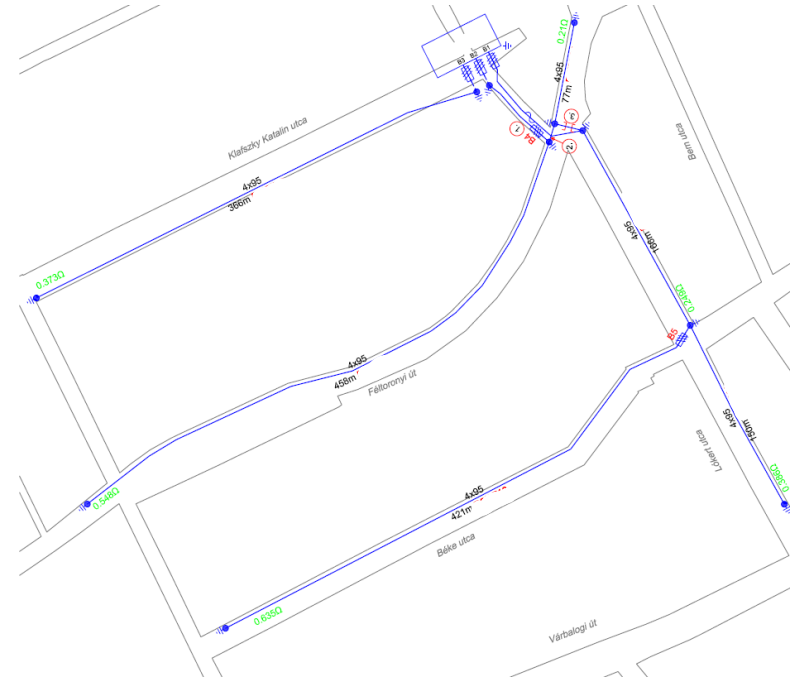 0.21Ω
B3
B2
B1
4x95
77m
3.
1.
B4
2.
Klafszky Katalin utca
Bem utca
4x95
366m
0.373Ω
4x95
166m
0.249Ω
B5
4x95
458m
Féltoronyi út
4x95
150m
Lőkert utca
0.386Ω
0.548Ω
4x95
421m
Béke utca
0.635Ω
Várbalogi út